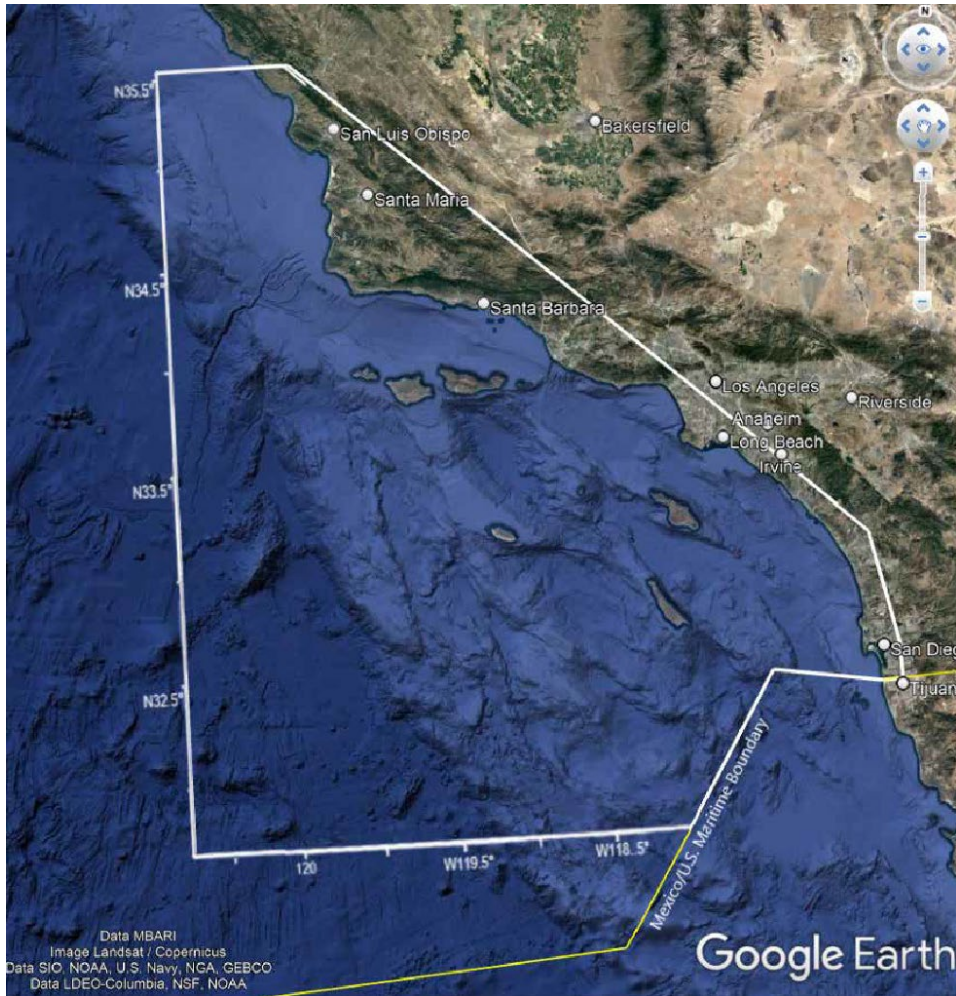 N
N35.5°
San Luis Obispo
Bakersfield
Santa Maria
N34.5°
Santa Barbara
Los Angeles
Riverside
Anaheim
Long Beach
Irvine
N33.5°
San Dieg
Tijuan
N32.5°
Mexico/U.S. Maritime Boundary
120
W119.5°
W118.5°
Data MBARI
Image Landsat / Copernicus
Data SIO, NOAA, U.S. Navy, NGA, GEBCO
Data LDEO-Columbia, NSF, NOAA
Google Earth